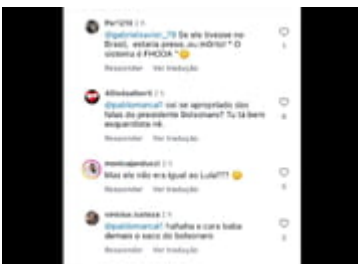 @gabrielxavier_78 Se ele tivesse no
Brasil, estaria preso ou morto! " O
sistema é FHODA "
Responder Ver tradução
@pablomarcal1 vai se apropriado das
falas do presidente Bolsonaro? Tu tá bem
esquerdista né.
Responder Ver tradução
Mas ele não era igual ao Lula???
Responder Ver tradução
@pablomarcal1 hahaha o cara baba
demais o saco do bolsonaro
Responder Ver tradução